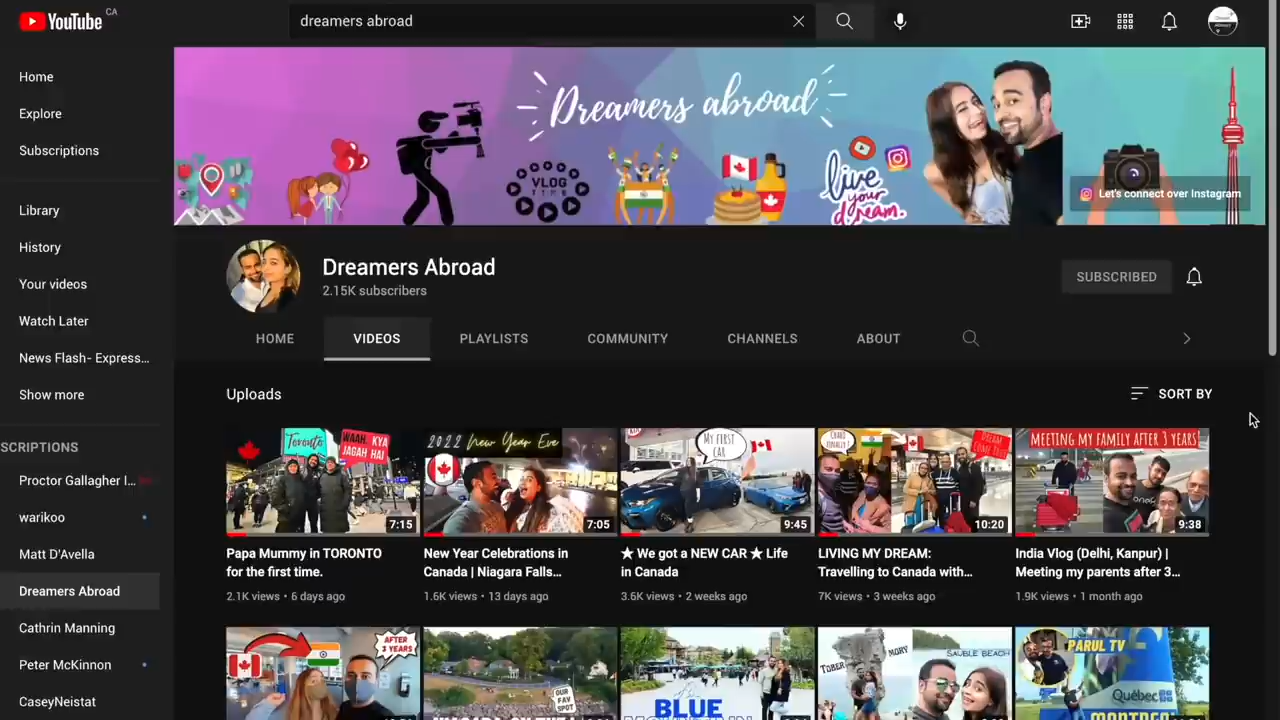 YouTube CA
dreamers abroad
Home
Explore
Subscriptions
Library
History
Your videos
Watch Later
News Flash- Express...
Show more
SCRIPTIONS
Proctor Gallagher I...
warikoo
Matt D'Avella
Dreamers Abroad
Cathrin Manning
Peter McKinnon
CaseyNeistat
Dreamers abroad
VLOG
TIME
live
your
dream.
Let's connect over Instagram
Dreamers Abroad
2.15K subscribers
SUBSCRIBED
HOME VIDEOS PLAYLISTS COMMUNITY CHANNELS ABOUT
Uploads
SORT BY
Toronto
WAAH, KYA
JAGAH HAI
7:15
Papa Mummy in TORONTO
for the first time.
2.1K views • 6 days ago
2022 New Year Eve
7:05
New Year Celebrations in
Canada | Niagara Falls...
1.6K views • 13 days ago
MY FIRST
CAR
9:45
★ We got a NEW CAR ★ Life
in Canada
3.6K views • 2 weeks ago
CHALO
FINALLY!
DREAM
COME TRUE
10:20
LIVING MY DREAM:
Travelling to Canada with...
7K views • 3 weeks ago
MEETING MY FAMILY AFTER 3 YEARS
9:38
India Vlog (Delhi, Kanpur) |
Meeting my parents after 3...
1.9K views • 1 month ago
AFTER
3 YEARS
OUR
FAV
SPOT
BLUE
TOBER
MORY
SAUBLE BEACH
PARUL TV
Québec